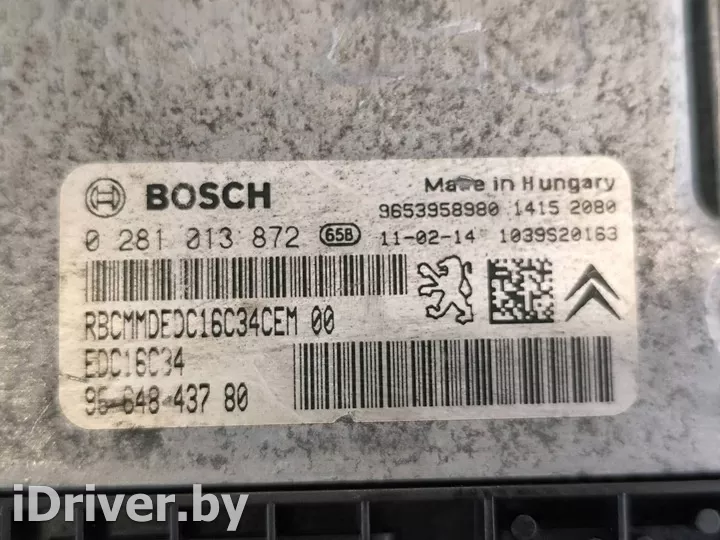 BOSCH
Made in Hungary
9653958980 1415 2080
0 281 013 872 65B 11-02-14 1039S20163
RBCMMDEDC16C34CEM 00
EDC16C34
96 648 437 80
iDriver.by